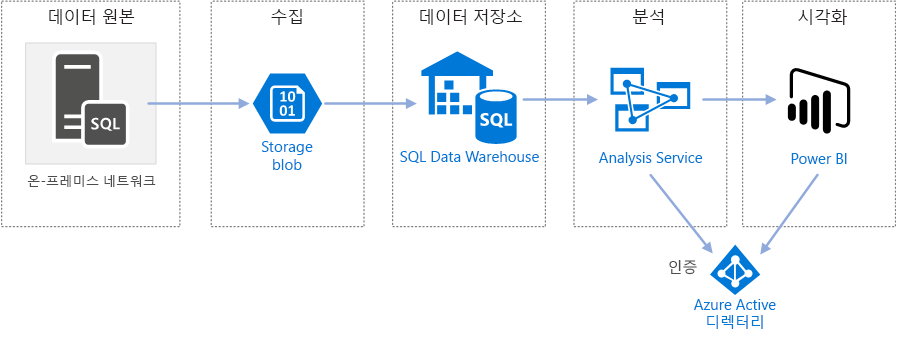 데이터 원본
수집
데이터 저장소
분석
시각화
SQL
온-프레미스 네트워크
10
01
Storage
blob
SQL
SQL Data Warehouse
Analysis Service
Power BI
인증
Azure Active
디렉터리